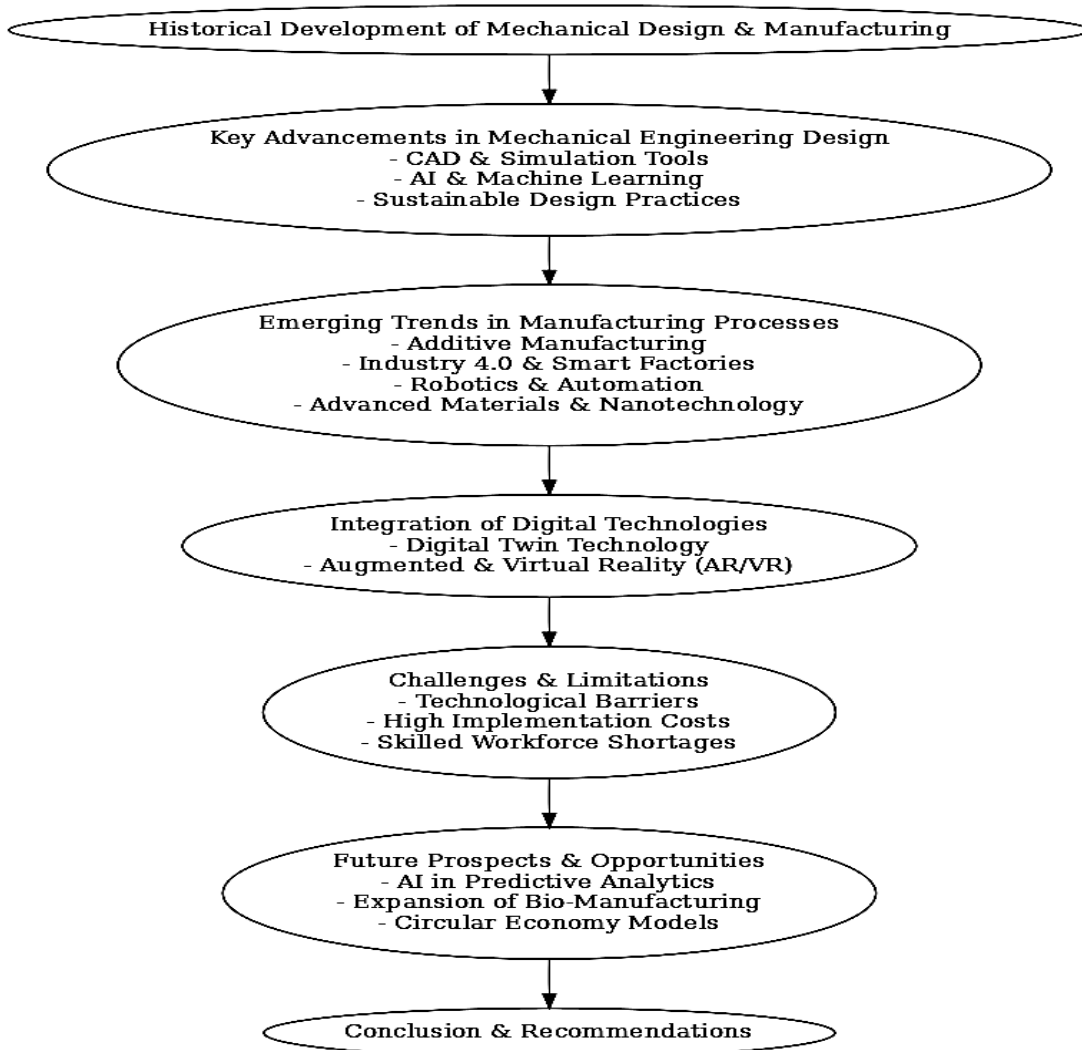 Historical Development of Mechanical Design & Manufacturing
Key Advancements in Mechanical Engineering Design
- CAD & Simulation Tools
- AI & Machine Learning
- Sustainable Design Practices
Emerging Trends in Manufacturing Processes
- Additive Manufacturing
- Industry 4.0 & Smart Factories
- Robotics & Automation
- Advanced Materials & Nanotechnology
Integration of Digital Technologies
- Digital Twin Technology
- Augmented & Virtual Reality (AR/VR)
Challenges & Limitations
- Technological Barriers
- High Implementation Costs
- Skilled Workforce Shortages
Future Prospects & Opportunities
- AI in Predictive Analytics
- Expansion of Bio-Manufacturing
- Circular Economy Models
Conclusion & Recommendations